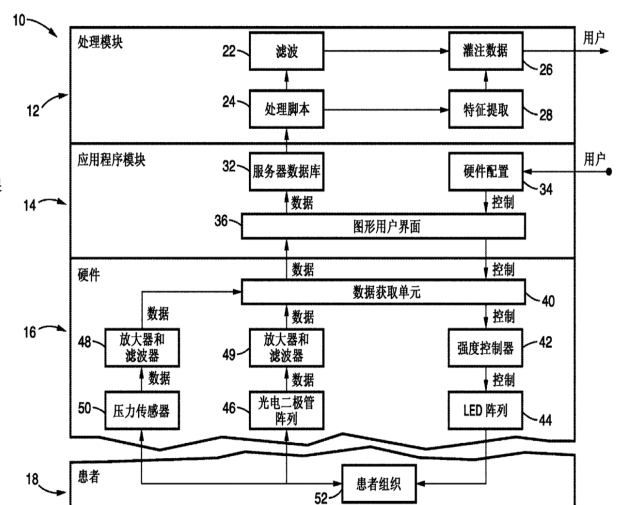 10
处理模块
22
滤波
灌注数据
用户
26
12
24
处理脚本
特征提取
28
应用程序模块
32
服务器数据库
硬件配置
用户
34
14
数据
控制
36
图形用户界面
硬件
数据
控制
数据获取单元
40
16
数据
数据
控制
48
放大器和
滤波器
49
放大器和
滤波器
强度控制器
42
数据
数据
控制
50
压力传感器
46
光电二极管
阵列
LED 阵列
44
18
患者
患者组织
52